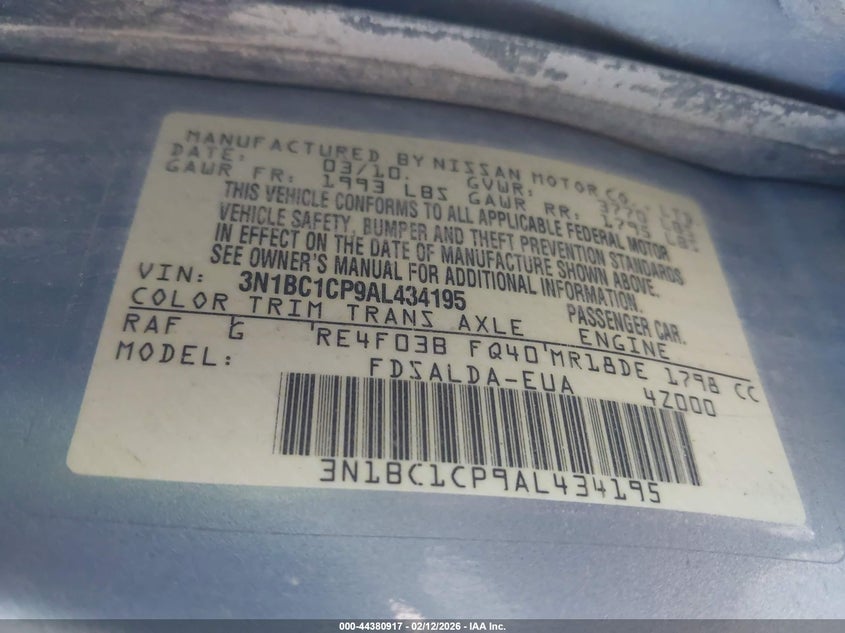 MANUFACTURED BY NISSAN MOTOR CO., LTD
DATE: 03/10. GVWR: 3770 LBS
GAWR FR: 1993 LBS GAWR RR: 1795 LBS
THIS VEHICLE CONFORMS TO ALL APPLICABLE FEDERAL MOTOR
VEHICLE SAFETY, BUMPER AND THEFT PREVENTION STANDARDS
IN EFFECT ON THE DATE OF MANUFACTURE SHOWN ABOVE.
SEE OWNER'S MANUAL FOR ADDITIONAL INFORMATION.
VIN: 3N1BC1CP9AL434195 PASSENGER CAR.
COLOR TRIM TRANS AXLE ENGINE
RAF G RE4F03B FQ40 MR18DE 1798 CC
MODEL: FDSALDA-EUA 4Z000
3N1BC1CP9AL434195
000-44380917 - 02/12/2026 - IAA Inc.